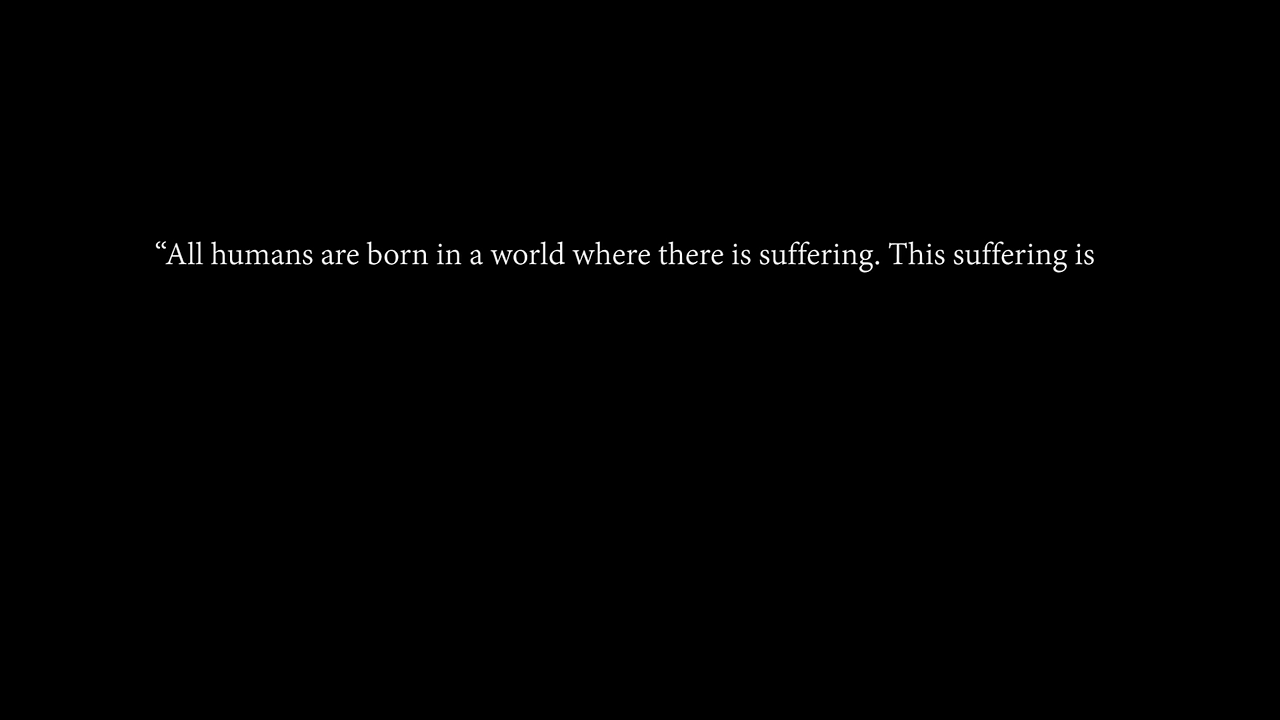 “All humans are born in a world where there is suffering. This suffering is